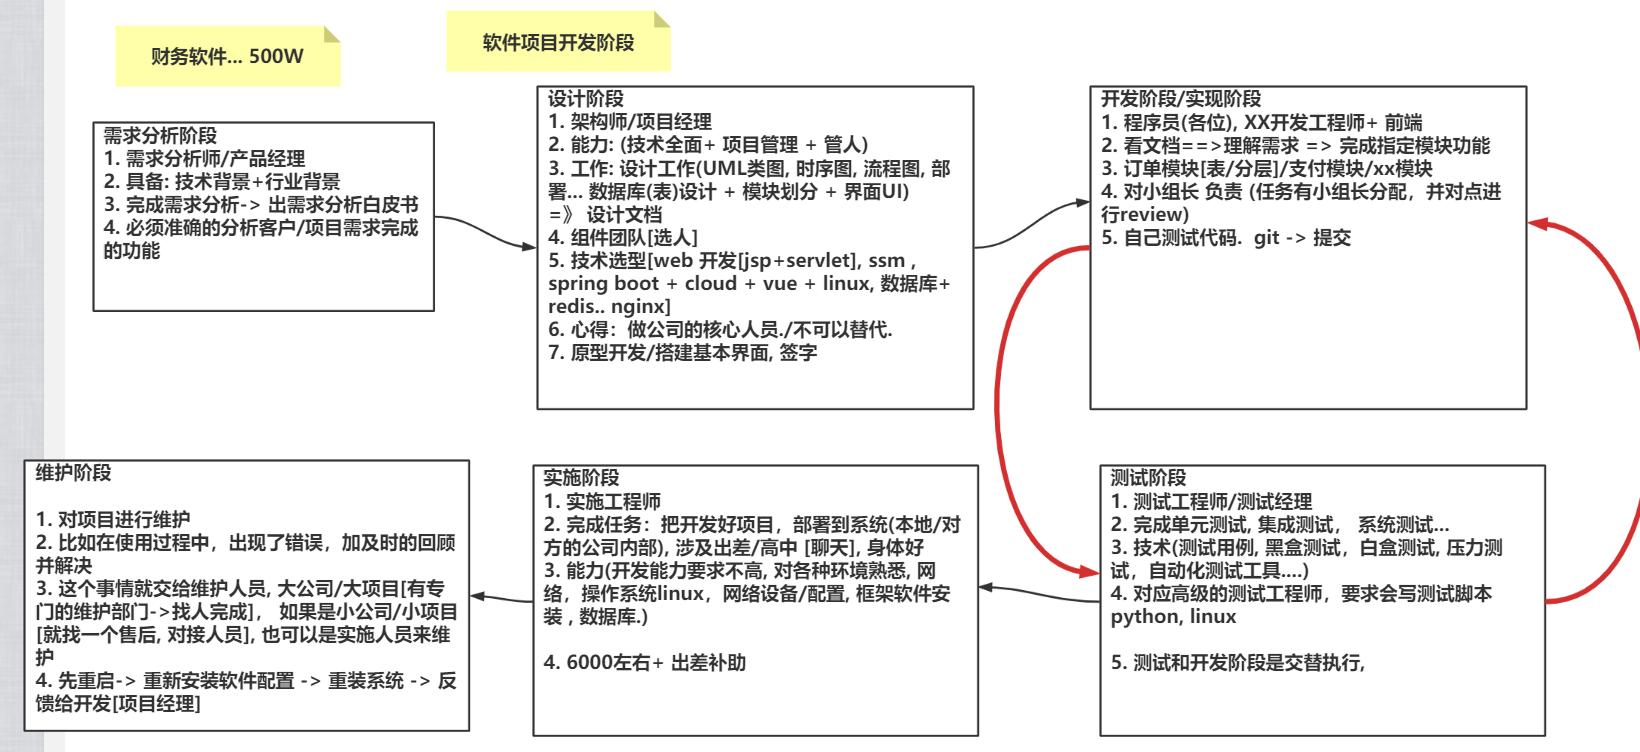 财务软件... 500W
软件项目开发阶段
需求分析阶段
1. 需求分析师/产品经理
2. 具备: 技术背景+行业背景
3. 完成需求分析-> 出需求分析白皮书
4. 必须准确的分析客户/项目需求完成
的功能
设计阶段
1. 架构师/项目经理
2. 能力: (技术全面+ 项目管理 + 管人)
3. 工作: 设计工作(UML类图, 时序图, 流程图, 部
署... 数据库(表)设计 + 模块划分 + 界面UI)
=》 设计文档
4. 组件团队[选人]
5. 技术选型[web 开发[jsp+servlet], ssm ,
spring boot + cloud + vue + linux, 数据库+
redis.. nginx]
6. 心得：做公司的核心人员./不可以替代.
7. 原型开发/搭建基本界面, 签字
开发阶段/实现阶段
1. 程序员(各位), XX开发工程师+ 前端
2. 看文档==>理解需求 => 完成指定模块功能
3. 订单模块[表/分层]/支付模块/xx模块
4. 对小组长 负责 (任务有小组长分配，并对点进
行review)
5. 自己测试代码.  git -> 提交
维护阶段
1. 对项目进行维护
2. 比如在使用过程中，出现了错误，加及时的回顾
并解决
3. 这个事情就交给维护人员, 大公司/大项目[有专
门的维护部门->找人完成]， 如果是小公司/小项目
[就找一个售后, 对接人员], 也可以是实施人员来维
护
4. 先重启-> 重新安装软件配置 -> 重装系统 -> 反
馈给开发[项目经理]
实施阶段
1. 实施工程师
2. 完成任务：把开发好项目，部署到系统(本地/对
方的公司内部), 涉及出差/高中 [聊天], 身体好
3. 能力(开发能力要求不高, 对各种环境熟悉, 网
络，操作系统linux，网络设备/配置, 框架软件安
装 , 数据库.)
4. 6000左右+ 出差补助
测试阶段
1. 测试工程师/测试经理
2. 完成单元测试, 集成测试， 系统测试...
3. 技术(测试用例, 黑盒测试，白盒测试, 压力测
试，自动化测试工具....)
4. 对应高级的测试工程师，要求会写测试脚本
python, linux
5. 测试和开发阶段是交替执行,